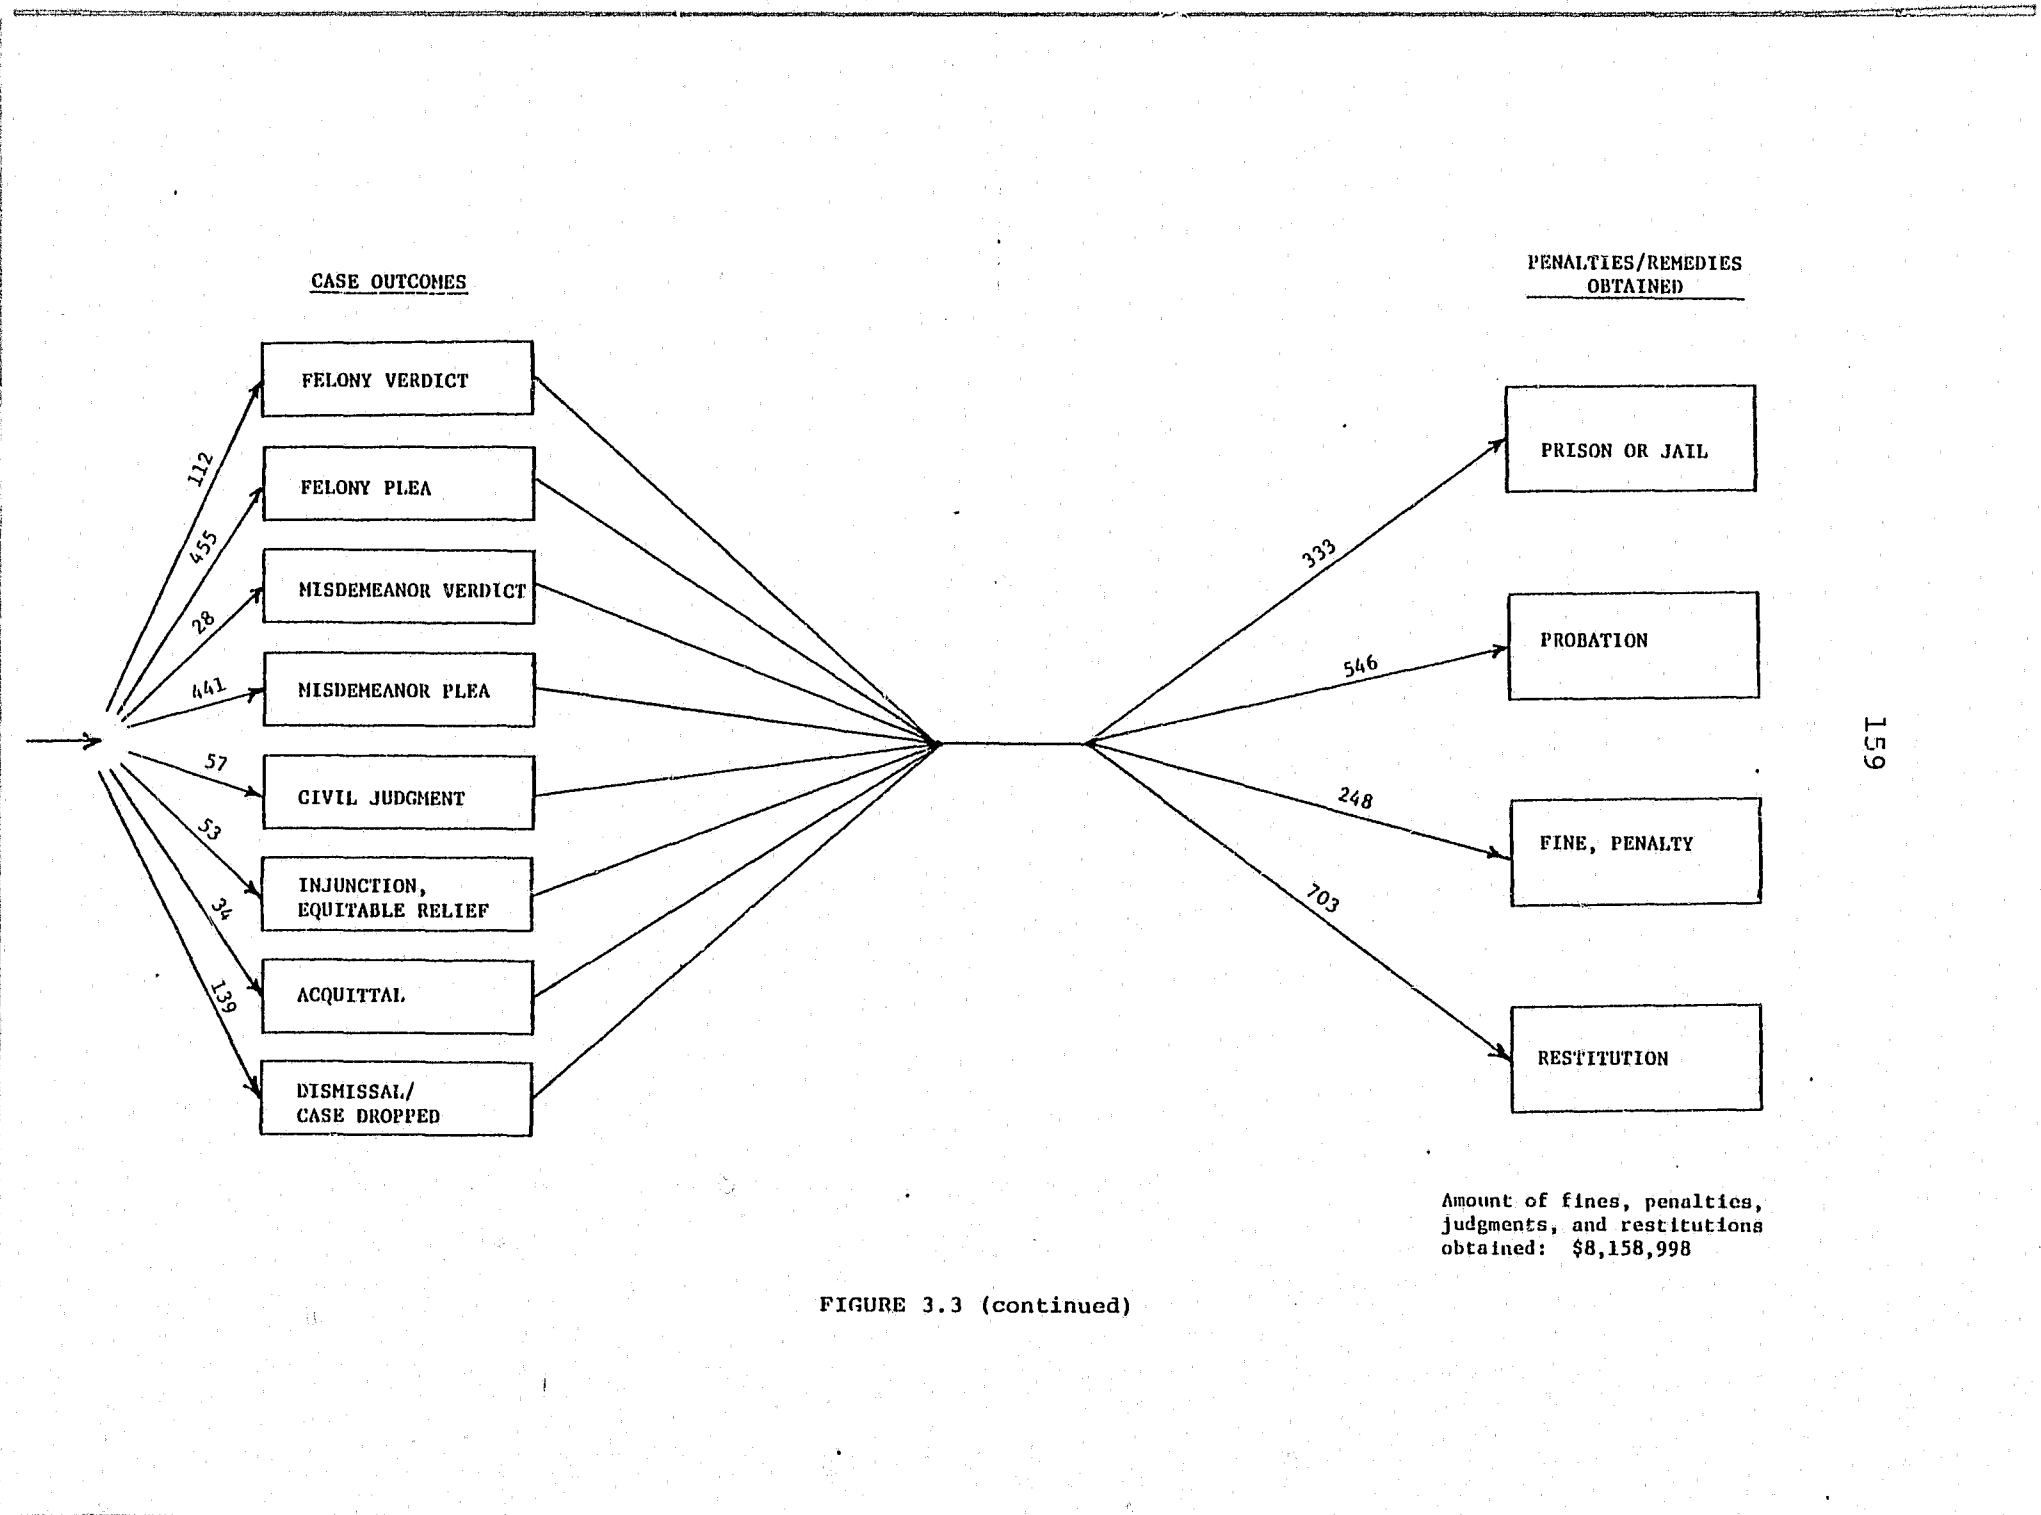 CASE OUTCOMES
PENALTIES/REMEDIES
OBTAINED
112
FELONY VERDICT
455
FELONY PLEA
28
MISDEMEANOR VERDICT
441
MISDEMEANOR PLEA
57
CIVIL JUDGMENT
53
INJUNCTION,
EQUITABLE RELIEF
34
ACQUITTAL
139
DISMISSAL/
CASE DROPPED
333
PRISON OR JAIL
546
PROBATION
248
FINE, PENALTY
703
RESTITUTION
159
Amount of fines, penalties,
judgments, and restitutions
obtained: $8,158,998
FIGURE 3.3 (continued)